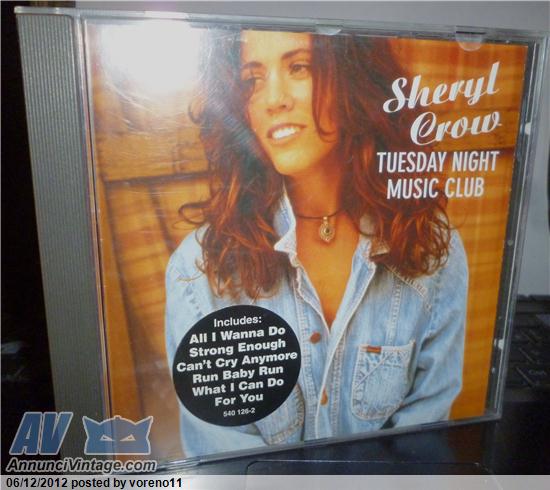 Sheryl
Crow
TUESDAY NIGHT
MUSIC CLUB
Includes:
All I Wanna Do
Strong Enough
Can't Cry Anymore
Run Baby Run
What I Can Do
For You
540 126-2
AV
AnnunciVintage.com
06/12/2012 posted by voreno11